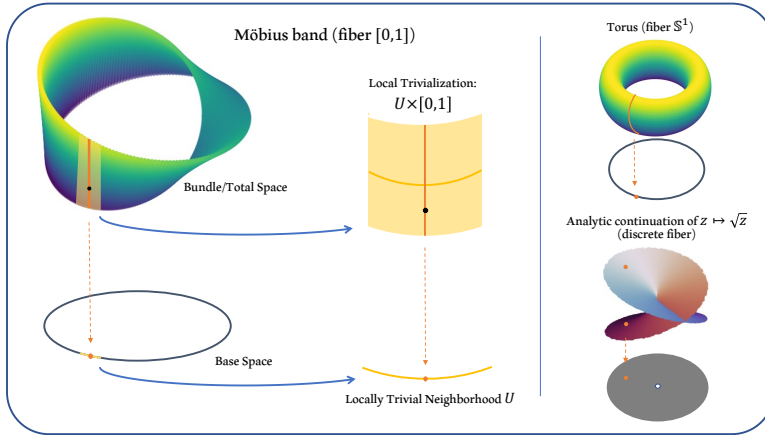 Möbius band (fiber [0,1])
Local Trivialization:
U×[0,1]
Bundle/Total Space
Base Space
Locally Trivial Neighborhood U
Torus (fiber 𝕊¹)
Analytic continuation of z ↦ √z
(discrete fiber)